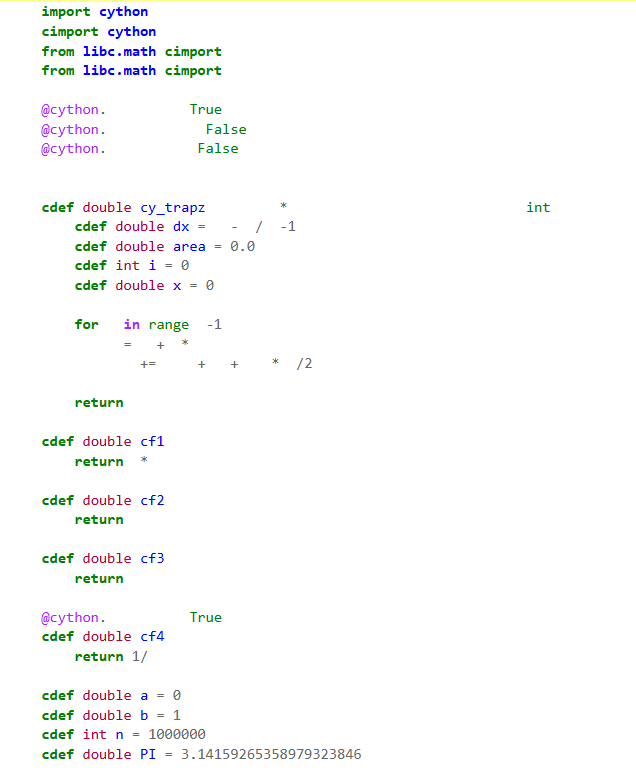 import cython
cimport cython
from libc.math cimport
from libc.math cimport
@cython. True
@cython. False
@cython. False
cdef double cy_trapz * int
cdef double dx = - / -1
cdef double area = 0.0
cdef int i = 0
cdef double x = 0
for in range -1
= + *
+= + + * /2
return
cdef double cf1
return *
cdef double cf2
return
cdef double cf3
return
@cython. True
cdef double cf4
return 1/
cdef double a = 0
cdef double b = 1
cdef int n = 1000000
cdef double PI = 3.14159265358979323846